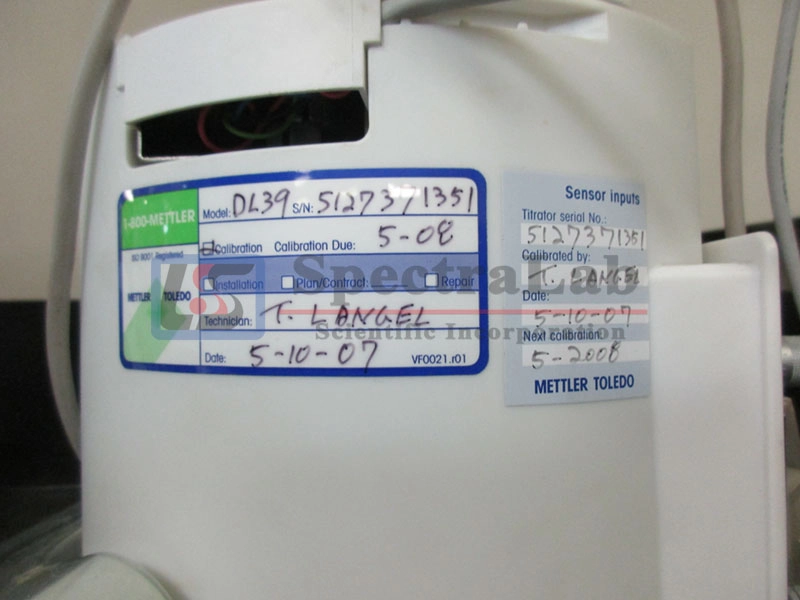 1-800-METTLER
ISO 9001 Registered
METTLER TOLEDO
Model: DL39 S/N: 5127371351
Calibration Calibration Due: 5-08
Installation Plan/Contract: Repair
Technician: T. LANGEL
Date: 5-10-07 VF0021.r01
Sensor inputs
Titrator serial No.:
5127371351
Calibrated by:
T. LANGEL
Date:
5-10-07
Next calibration:
5-2008
METTLER TOLEDO
SpectraLab
Scientific Incorporation